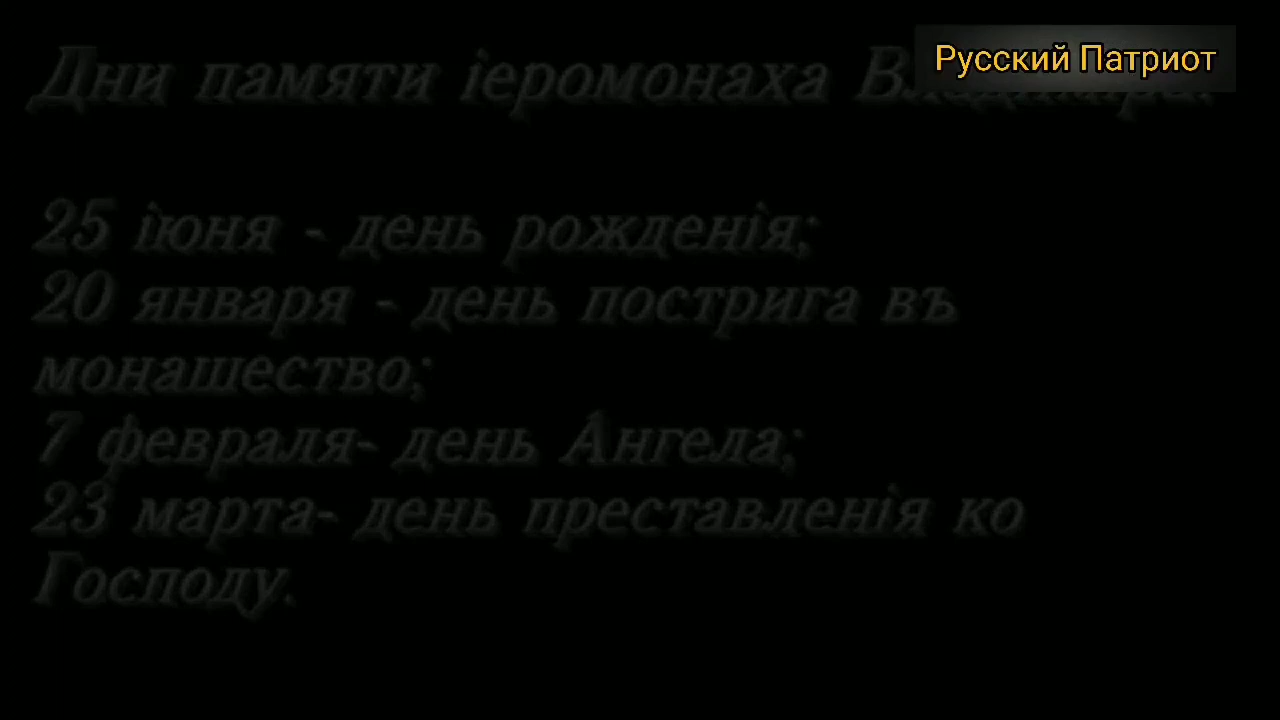 Русский Патриот
Дни памяти іеромонаха
25 іюня - день рожденія;
20 января - день пострига въ
монашество;
7 февраля- день Ангела;
23 марта- день преставленія ко
Господу.